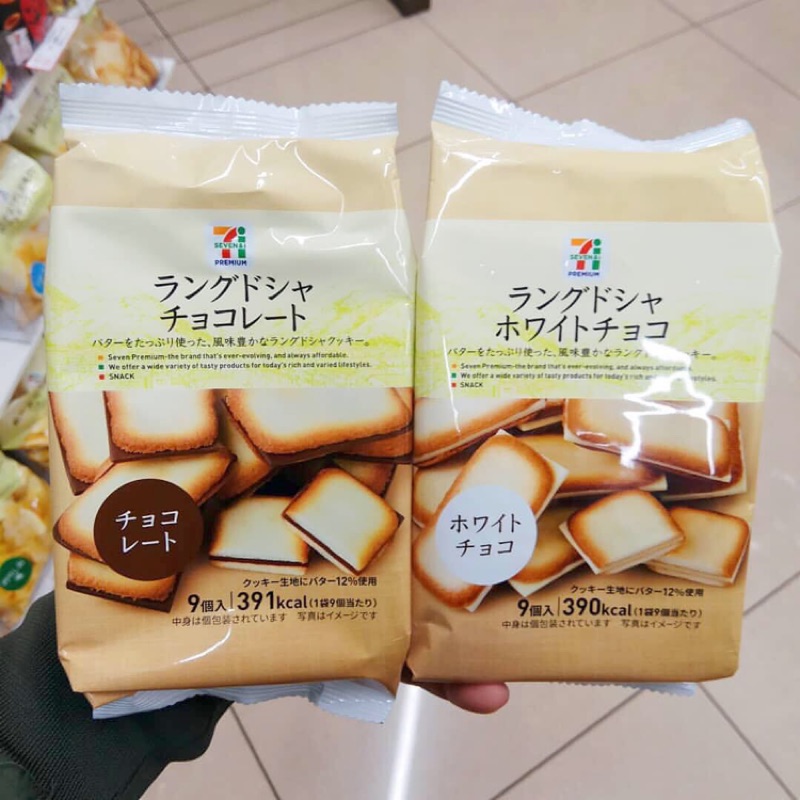 SEVEN&i
PREMIUM
ラングドシャ
チョコレート
バターをたっぷり使った、風味豊かなラングドシャクッキー。
Seven Premium-the brand that's ever-evolving, and always affordable.
We offer a wide variety of tasty products for today's rich and varied lifestyles.
SNACK
チョコ
レート
クッキー生地にバター12%使用
9個入 391kcal(1袋9個当たり)
中身は個包装されています 写真はイメージです
SEVEN&i
PREMIUM
ラングドシャ
ホワイトチョコ
バターをたっぷり使った、風味豊かなラングドシャクッキー。
Seven Premium-the brand that's ever-evolving, and always affordable.
We offer a wide variety of tasty products for today's rich and varied lifestyles.
SNACK
ホワイト
チョコ
クッキー生地にバター12%使用
9個入 390kcal(1袋9個当たり)
中身は個包装されています 写真はイメージです